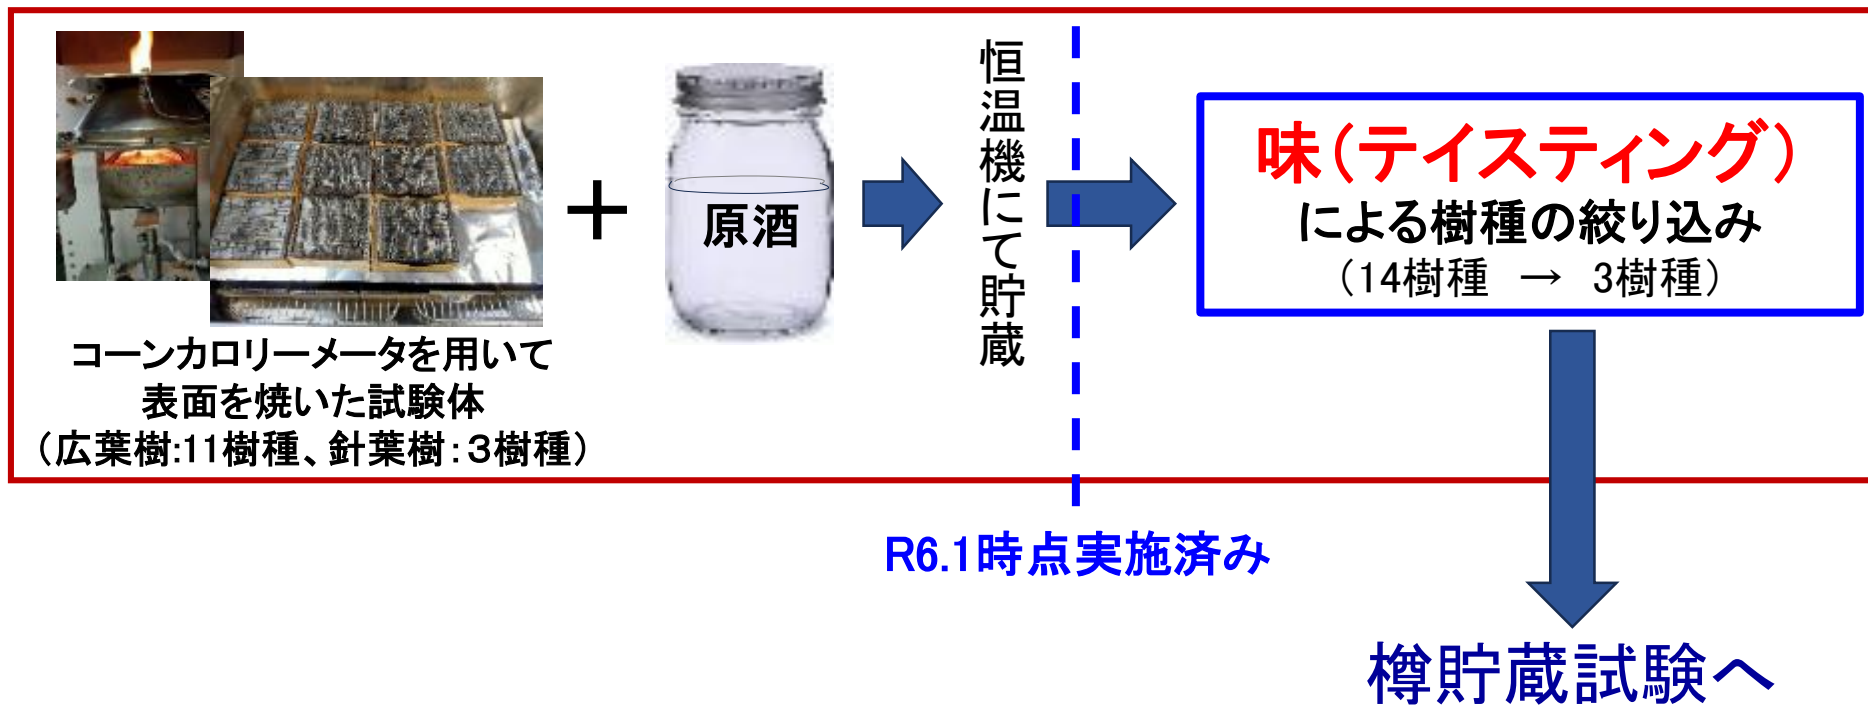 コーンカロリーメータを用いて
表面を焼いた試験体
（広葉樹:11樹種、針葉樹：３樹種）
＋
原酒
恒温機にて貯蔵
味（テイスティング）
による樹種の絞り込み
（14樹種　→　3樹種）
R6.1時点実施済み
樽貯蔵試験へ